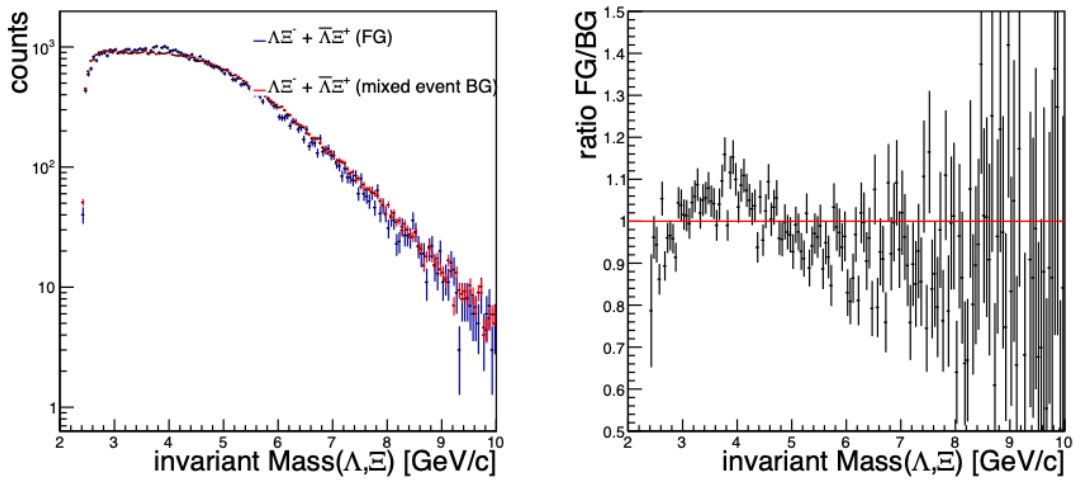 counts
10³
10²
10
1
ΛΞ⁻ + Λ̅Ξ⁺ (FG)
ΛΞ⁻ + Λ̅Ξ⁺ (mixed event BG)
2 3 4 5 6 7 8 9 10
invariant Mass(Λ,Ξ) [GeV/c]
ratio FG/BG
1.5
1.4
1.3
1.2
1.1
1
0.9
0.8
0.7
0.6
0.5
2 3 4 5 6 7 8 9 10
invariant Mass(Λ,Ξ) [GeV/c]